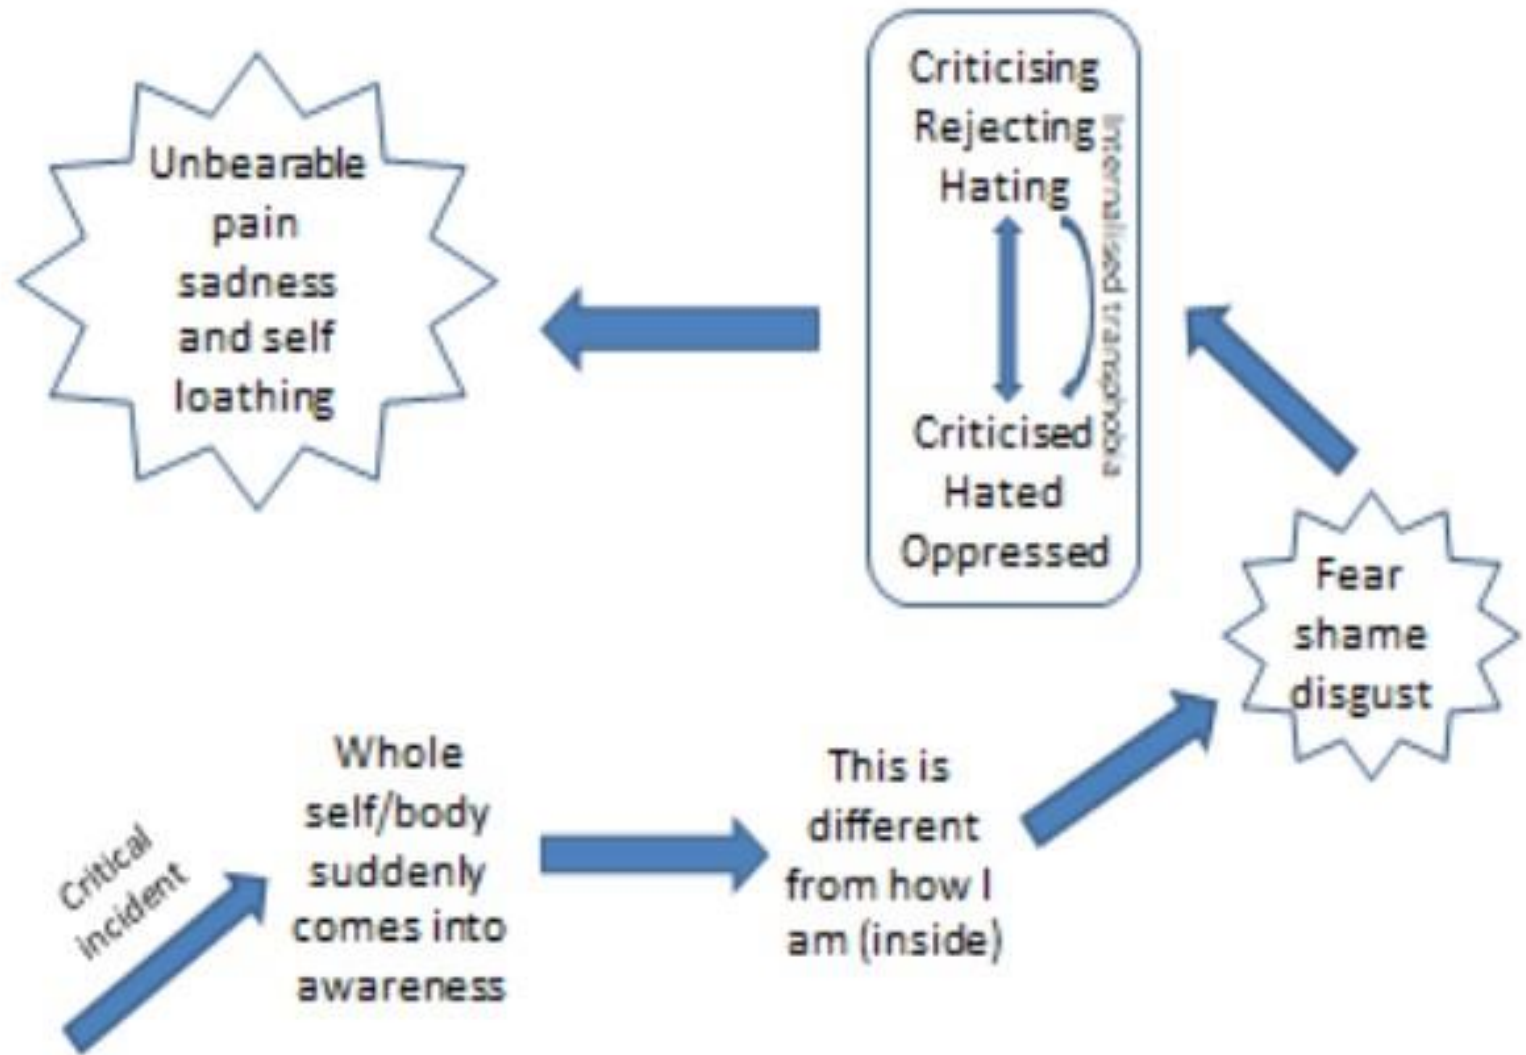 Unbearable
pain
sadness
and self
loathing
Criticising
Rejecting
Hating
Internalised transphobia
Criticised
Hated
Oppressed
Fear
shame
disgust
Critical
incident
Whole
self/body
suddenly
comes into
awareness
This is
different
from how I
am (inside)